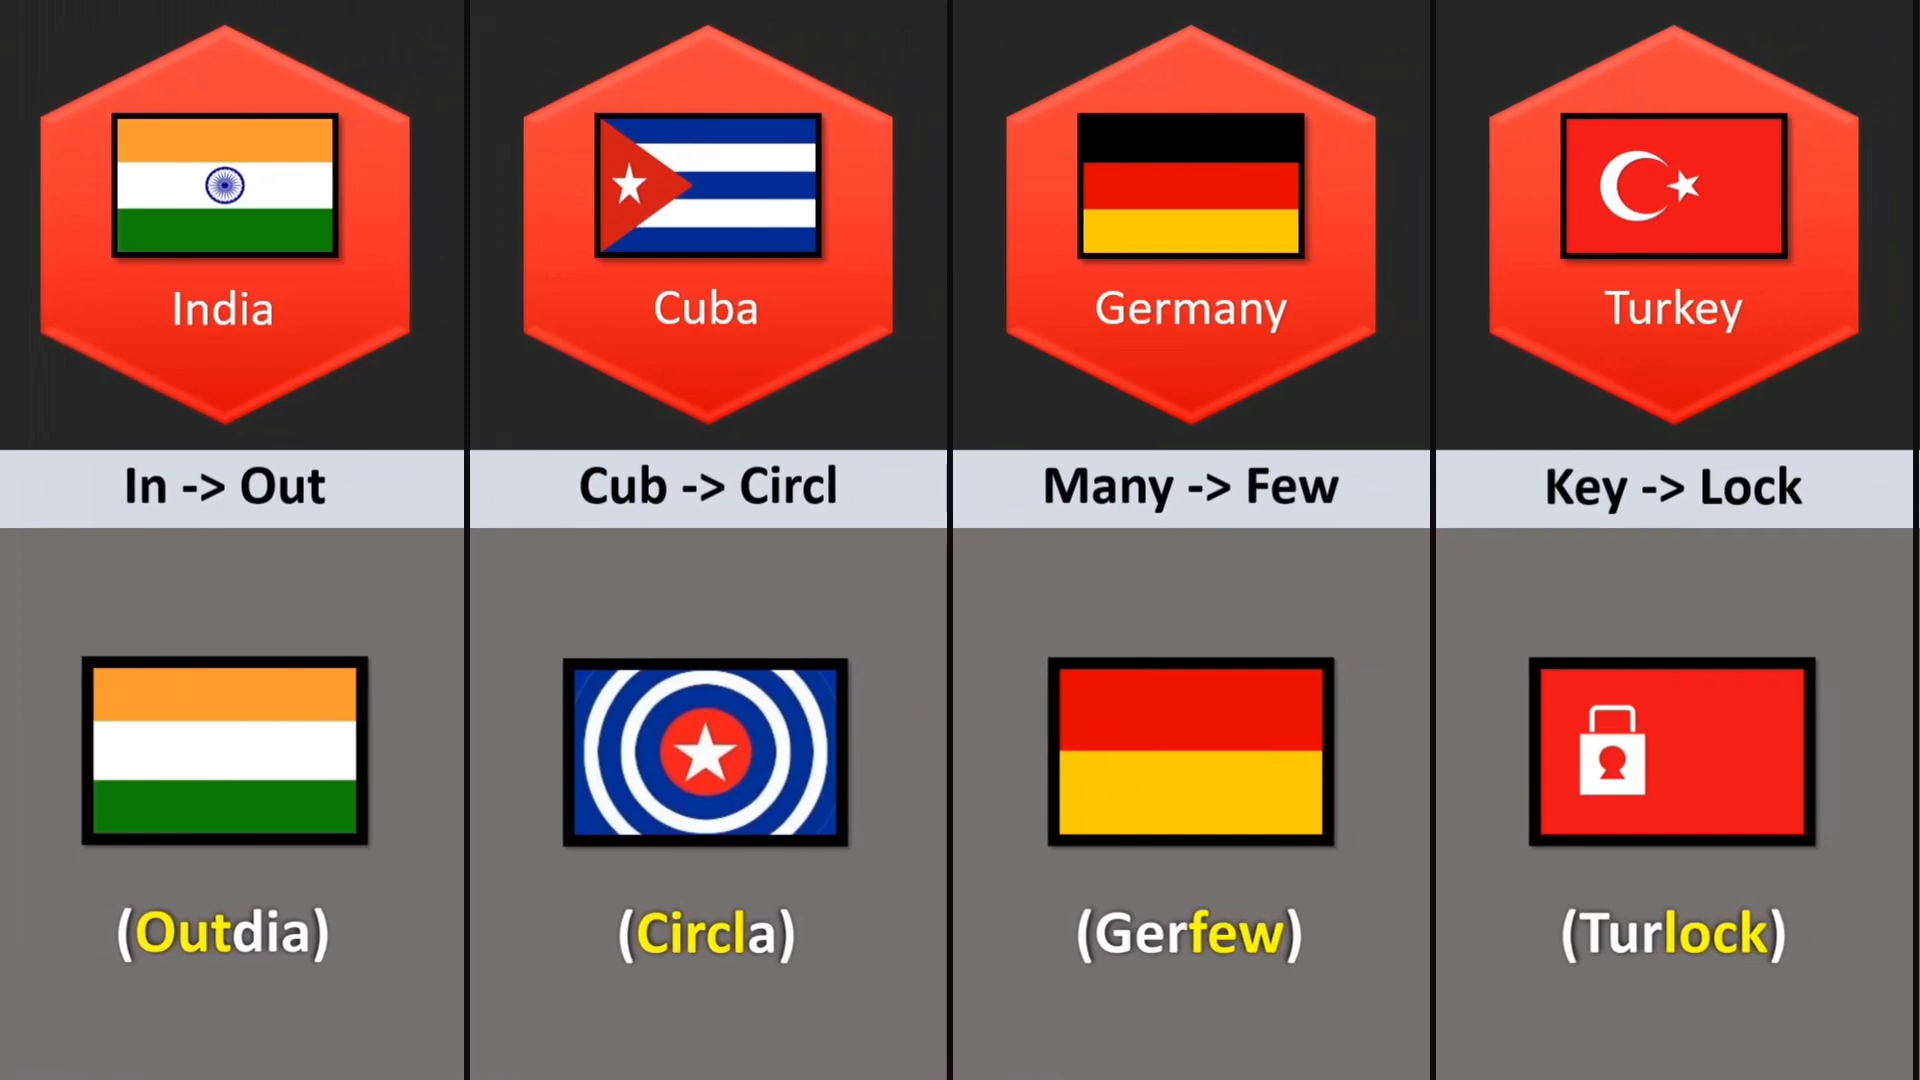 India
In -> Out
(Outdia)
Cuba
Cub -> Circl
(Circla)
Germany
Many -> Few
(Gerfew)
Turkey
Key -> Lock
(Turlock)